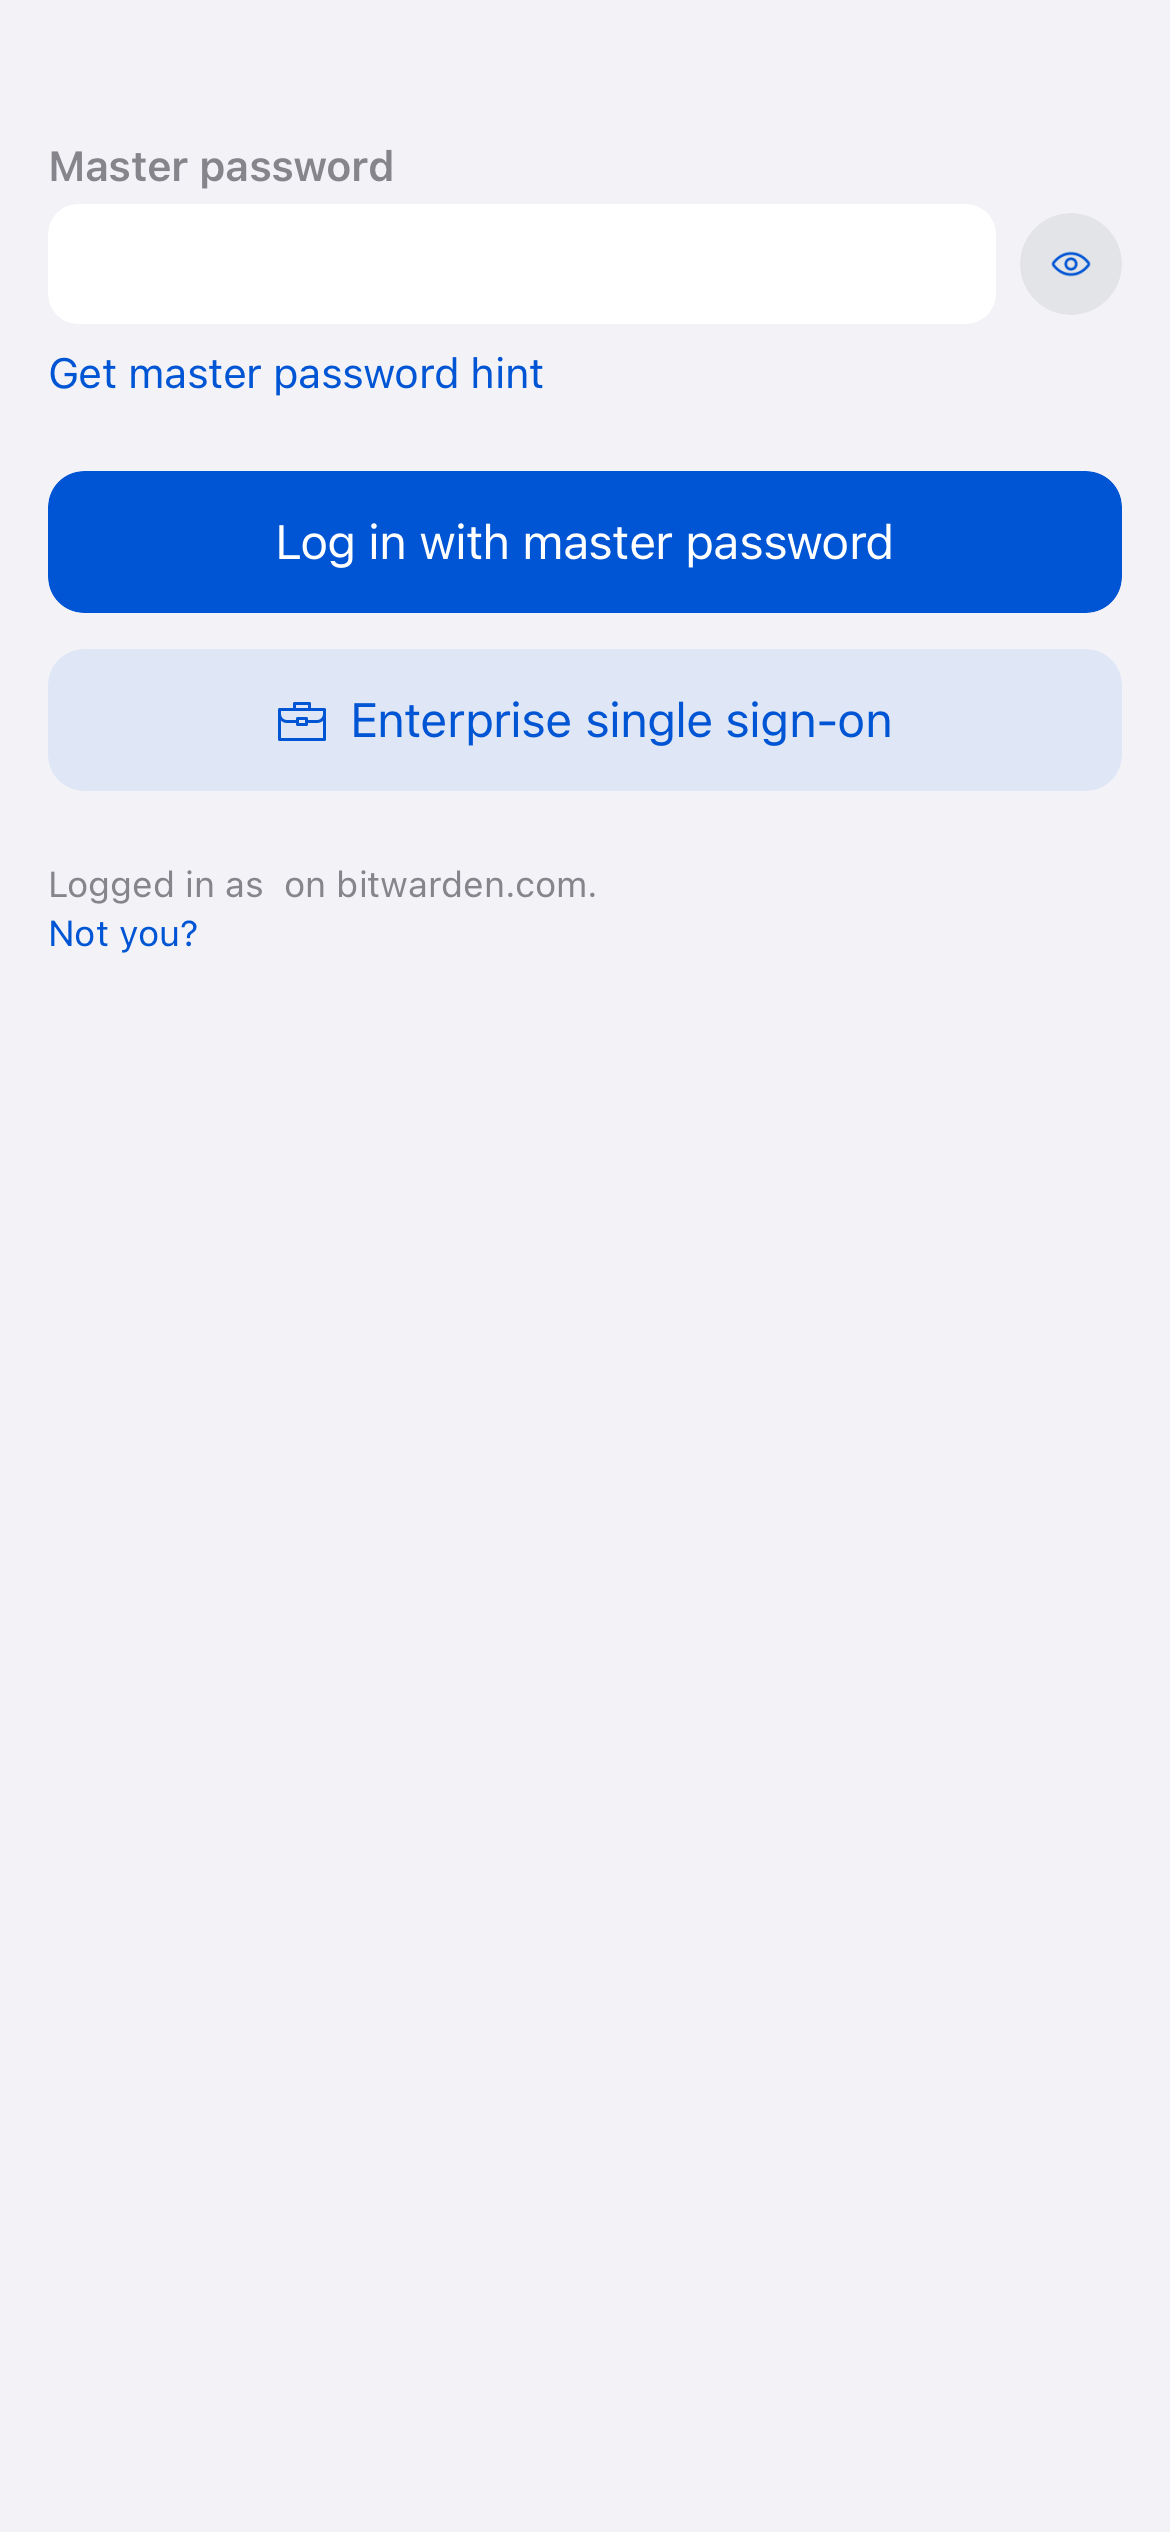 Master password
Get master password hint
Log in with master password
Enterprise single sign-on
Logged in as  on bitwarden.com.
Not you?